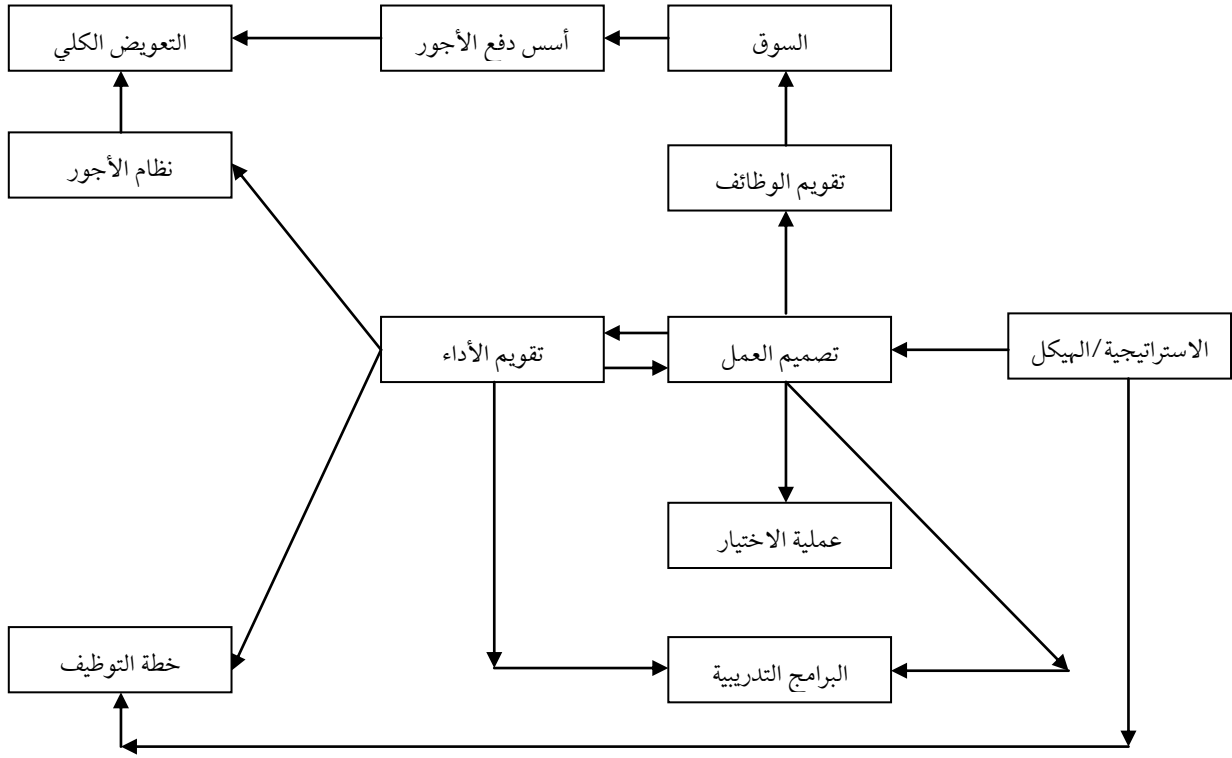 السوق
أسس دفع الأجور
التعويض الكلي
تقويم الوظائف
نظام الأجور
الاستراتيجية/الهيكل
تصميم العمل
تقويم الأداء
عملية الاختيار
البرامج التدريبية
خطة التوظيف